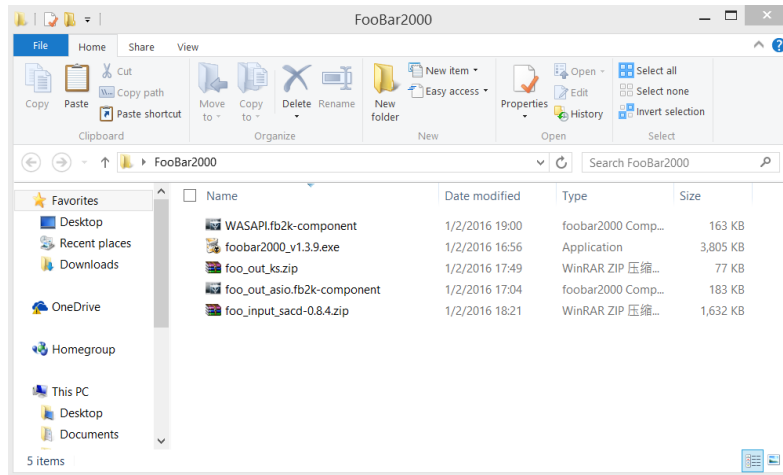 FooBar2000
File Home Share View
Copy
Paste
Cut
Copy path
Paste shortcut
Clipboard
Move to
Copy to
Delete
Rename
Organize
New folder
New item
Easy access
New
Properties
Open
Edit
History
Open
Select all
Select none
Invert selection
Select
FooBar2000
Search FooBar2000
Favorites
Desktop
Recent places
Downloads
OneDrive
Homegroup
This PC
Desktop
Documents
Name Date modified Type Size
WASAPI.fb2k-component 1/2/2016 19:00 foobar2000 Comp... 163 KB
foobar2000_v1.3.9.exe 1/2/2016 16:56 Application 3,805 KB
foo_out_ks.zip 1/2/2016 17:49 WinRAR ZIP 压缩... 77 KB
foo_out_asio.fb2k-component 1/2/2016 17:04 foobar2000 Comp... 183 KB
foo_input_sacd-0.8.4.zip 1/2/2016 18:21 WinRAR ZIP 压缩... 1,632 KB
5 items